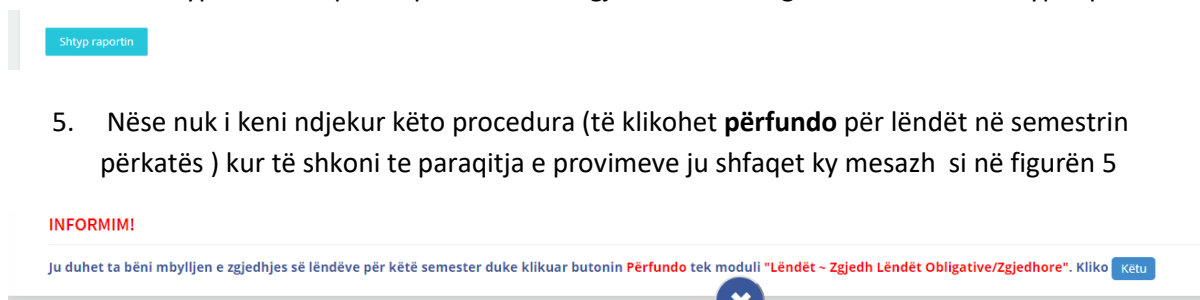 Shtyp raportin
5. Nëse nuk i keni ndjekur këto procedura (të klikohet përfundo për lëndët në semestrin
përkatës ) kur të shkoni te paraqitja e provimeve ju shfaqet ky mesazh si në figurën 5
INFORMIM!
Ju duhet ta bëni mbylljen e zgjedhjes së lëndëve për këtë semester duke klikuar butonin Përfundo tek moduli "Lëndët ~ Zgjedh Lëndët Obligative/Zgjedhore". Kliko Këtu